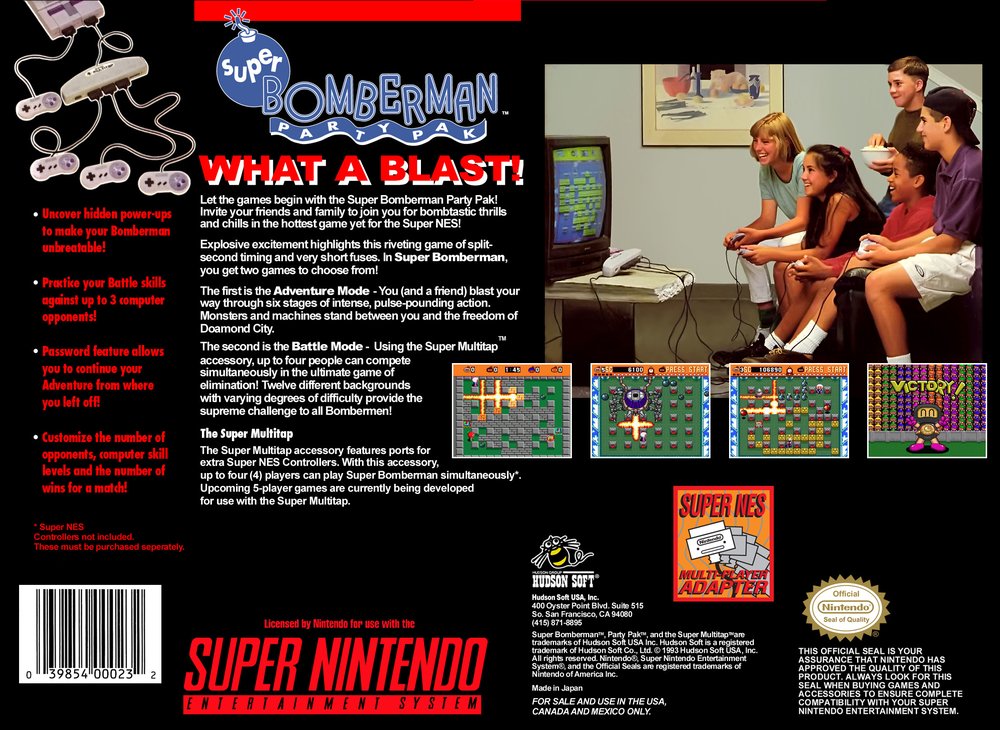 Super
BOMBERMAN™
PARTY PAK
WHAT A BLAST!
Let the games begin with the Super Bomberman Party Pak!
Invite your friends and family to join you for bombtastic thrills
and chills in the hottest game yet for the Super NES!
Explosive excitement highlights this riveting game of split-
second timing and very short fuses. In Super Bomberman,
you get two games to choose from!
The first is the Adventure Mode - You (and a friend) blast your
way through six stages of intense, pulse-pounding action.
Monsters and machines stand between you and the freedom of
Doamond City.
The second is the Battle Mode - Using the Super Multitap™
accessory, up to four people can compete
simultaneously in the ultimate game of
elimination! Twelve different backgrounds
with varying degrees of difficulty provide the
supreme challenge to all Bombermen!
The Super Multitap
The Super Multitap accessory features ports for
extra Super NES Controllers. With this accessory,
up to four (4) players can play Super Bomberman simultaneously*.
Upcoming 5-player games are currently being developed
for use with the Super Multitap.
• Uncover hidden power-ups
to make your Bomberman
unbreatable!
• Practise your Battle skills
against up to 3 computer
opponents!
• Password feature allows
you to continue your
Adventure from where
you left off!
• Customize the number of
opponents, computer skill
levels and the number of
wins for a match!
* Super NES
Controllers not included.
These must be purchased seperately.
0 39854 00023 2
Licensed by Nintendo for use with the
SUPER NINTENDO
ENTERTAINMENT SYSTEM
1:45
6100 PRESS START
106890 PRESS START
VICTORY!
SUPER NES
Nintendo
MULTI-PLAYER
ADAPTER
HUDSON GROUP
HUDSON SOFT®
Hudson Soft USA, Inc.
400 Oyster Point Blvd. Suite 515
So. San Francisco, CA 94080
(415) 871-8895
Super Bomberman™, Party Pak™, and the Super Multitap™are
trademarks of Hudson Soft USA Inc. Hudson Soft is a registered
trademark of Hudson Soft Co., Ltd. © 1993 Hudson Soft USA, Inc.
All rights reserved. Nintendo®, Super Nintendo Entertainment
System®, and the Official Seals are registered trademarks of
Nintendo of America Inc.
Made in Japan
FOR SALE AND USE IN THE USA,
CANADA AND MEXICO ONLY.
Official
Nintendo
Seal of Quality
®
THIS OFFICIAL SEAL IS YOUR
ASSURANCE THAT NINTENDO HAS
APPROVED THE QUALITY OF THIS
PRODUCT. ALWAYS LOOK FOR THIS
SEAL WHEN BUYING GAMES AND
ACCESSORIES TO ENSURE COMPLETE
COMPATIBILITY WITH YOUR SUPER
NINTENDO ENTERTAINMENT SYSTEM.